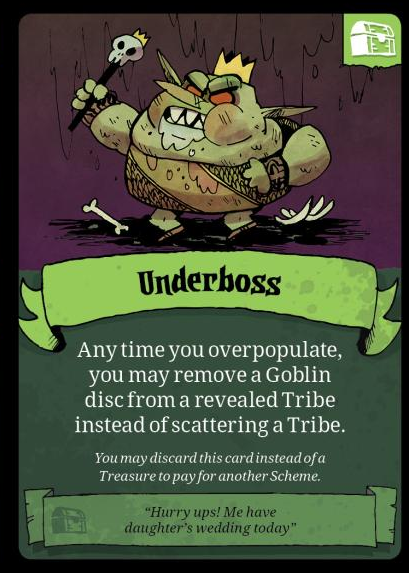 Underboss
Any time you overpopulate,
you may remove a Goblin
disc from a revealed Tribe
instead of scattering a Tribe.
You may discard this card instead of a
Treasure to pay for another Scheme.
“Hurry ups! Me have
daughter’s wedding today”